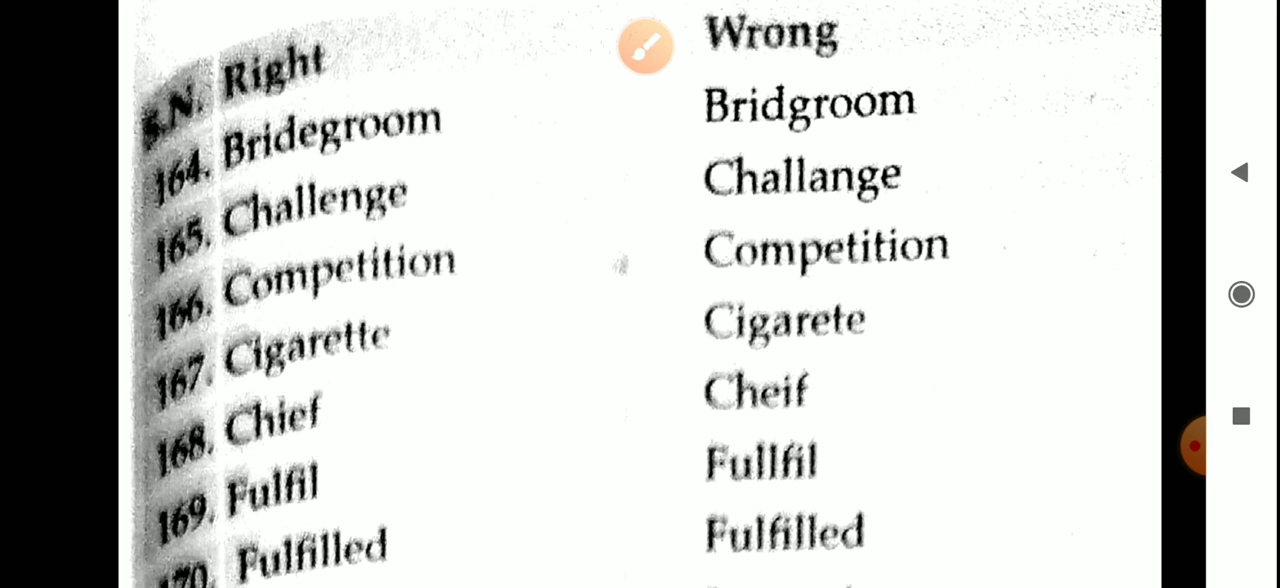 S.N. Right Wrong
164. Bridegroom Bridgroom
165. Challenge Challange
166. Competition Competition
167. Cigarette Cigarete
168. Chief Cheif
169. Fulfil Fullfil
170. Fulfilled Fulfilled